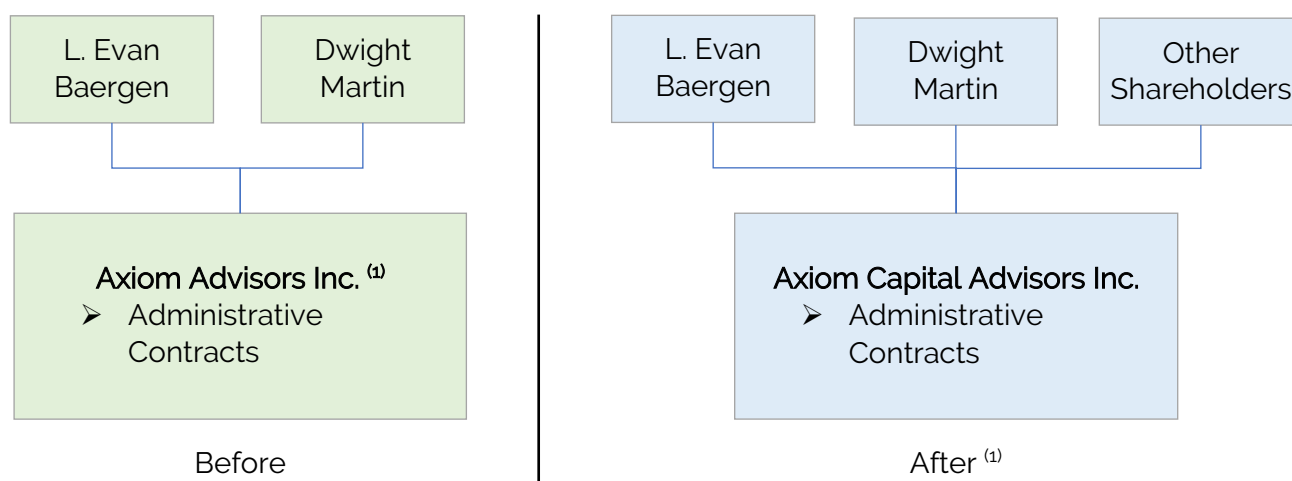 L. Evan
Baergen
Dwight
Martin
Axiom Advisors Inc. (1)
➢ Administrative
Contracts
Before
L. Evan
Baergen
Dwight
Martin
Other
Shareholders
Axiom Capital Advisors Inc.
➢ Administrative
Contracts
After (1)